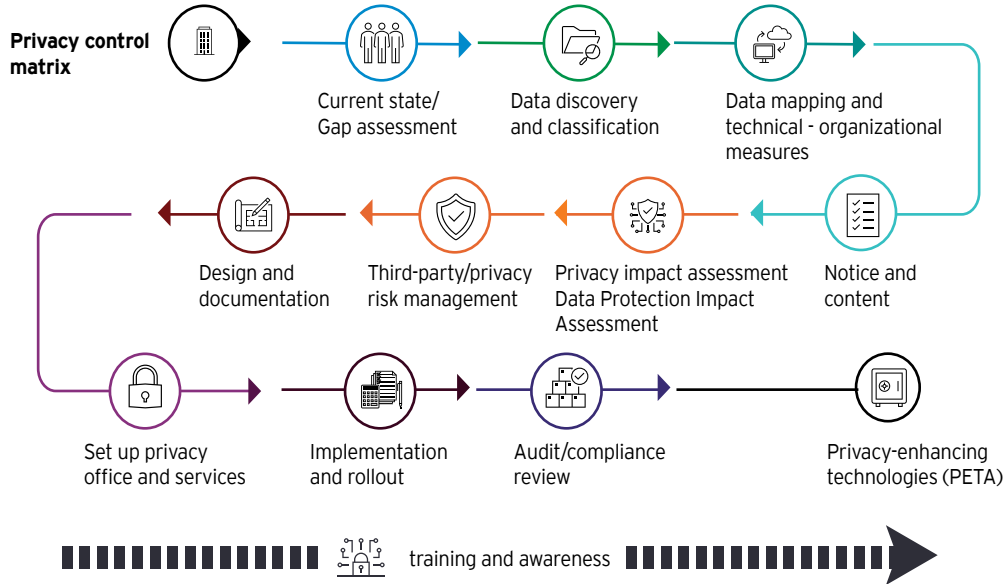 Privacy control
matrix
Current state/
Gap assessment
Data discovery
and classification
Data mapping and
technical - organizational
measures
Design and
documentation
Third-party/privacy
risk management
Privacy impact assessment
Data Protection Impact
Assessment
Notice and
content
Set up privacy
office and services
Implementation
and rollout
Audit/compliance
review
Privacy-enhancing
technologies (PETA)
training and awareness